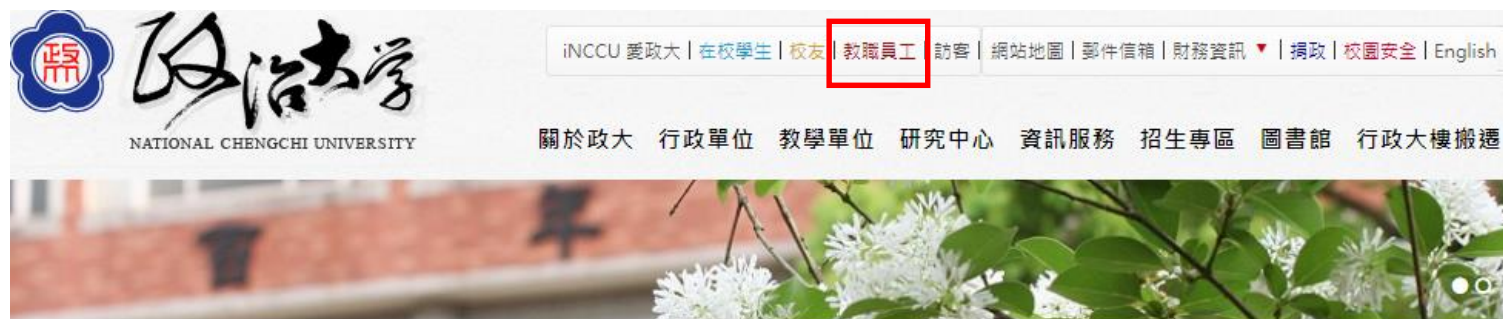 政治大学
NATIONAL CHENGCHI UNIVERSITY
iNCCU 愛政大 | 在校學生 | 校友 | 教職員工 | 訪客 | 網站地圖 | 郵件信箱 | 財務資訊 ▼ | 捐政 | 校園安全 | English
關於政大 行政單位 教學單位 研究中心 資訊服務 招生專區 圖書館 行政大樓搬遷